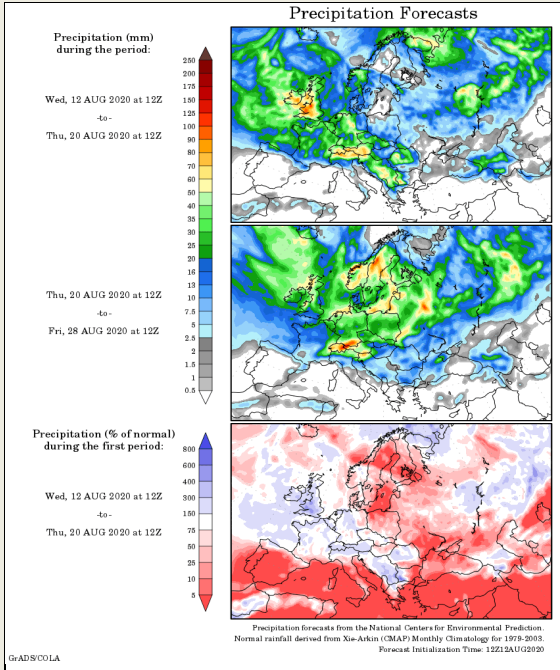 Precipitation Forecasts
Precipitation (mm)
during the period:
Wed, 12 AUG 2020 at 12Z
-to-
Thu, 20 AUG 2020 at 12Z
250
200
175
150
125
100
90
80
70
60
50
40
35
30
25
20
16
13
10
7.5
5
2.5
2
1.5
1
0.5
Thu, 20 AUG 2020 at 12Z
-to-
Fri, 28 AUG 2020 at 12Z
Precipitation (% of normal)
during the first period:
Wed, 12 AUG 2020 at 12Z
-to-
Thu, 20 AUG 2020 at 12Z
800
600
400
300
150
75
50
25
10
5
Precipitation forecasts from the National Centers for Environmental Prediction.
Normal rainfall derived from Xie-Arkin (CMAP) Monthly Climatology for 1979-2003.
Forecast Initialization Time: 12Z12AUG2020
GrADS/COLA